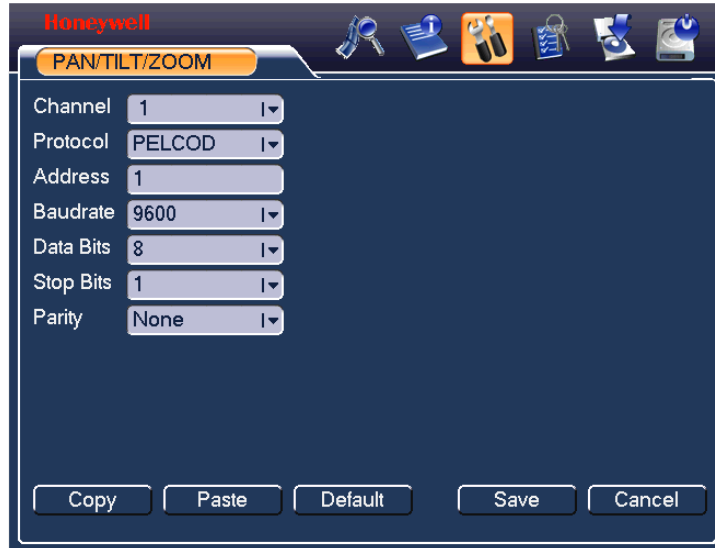 Honeywell
PAN/TILT/ZOOM
Channel 1
Protocol PELCOD
Address 1
Baudrate 9600
Data Bits 8
Stop Bits 1
Parity None
Copy Paste Default Save Cancel